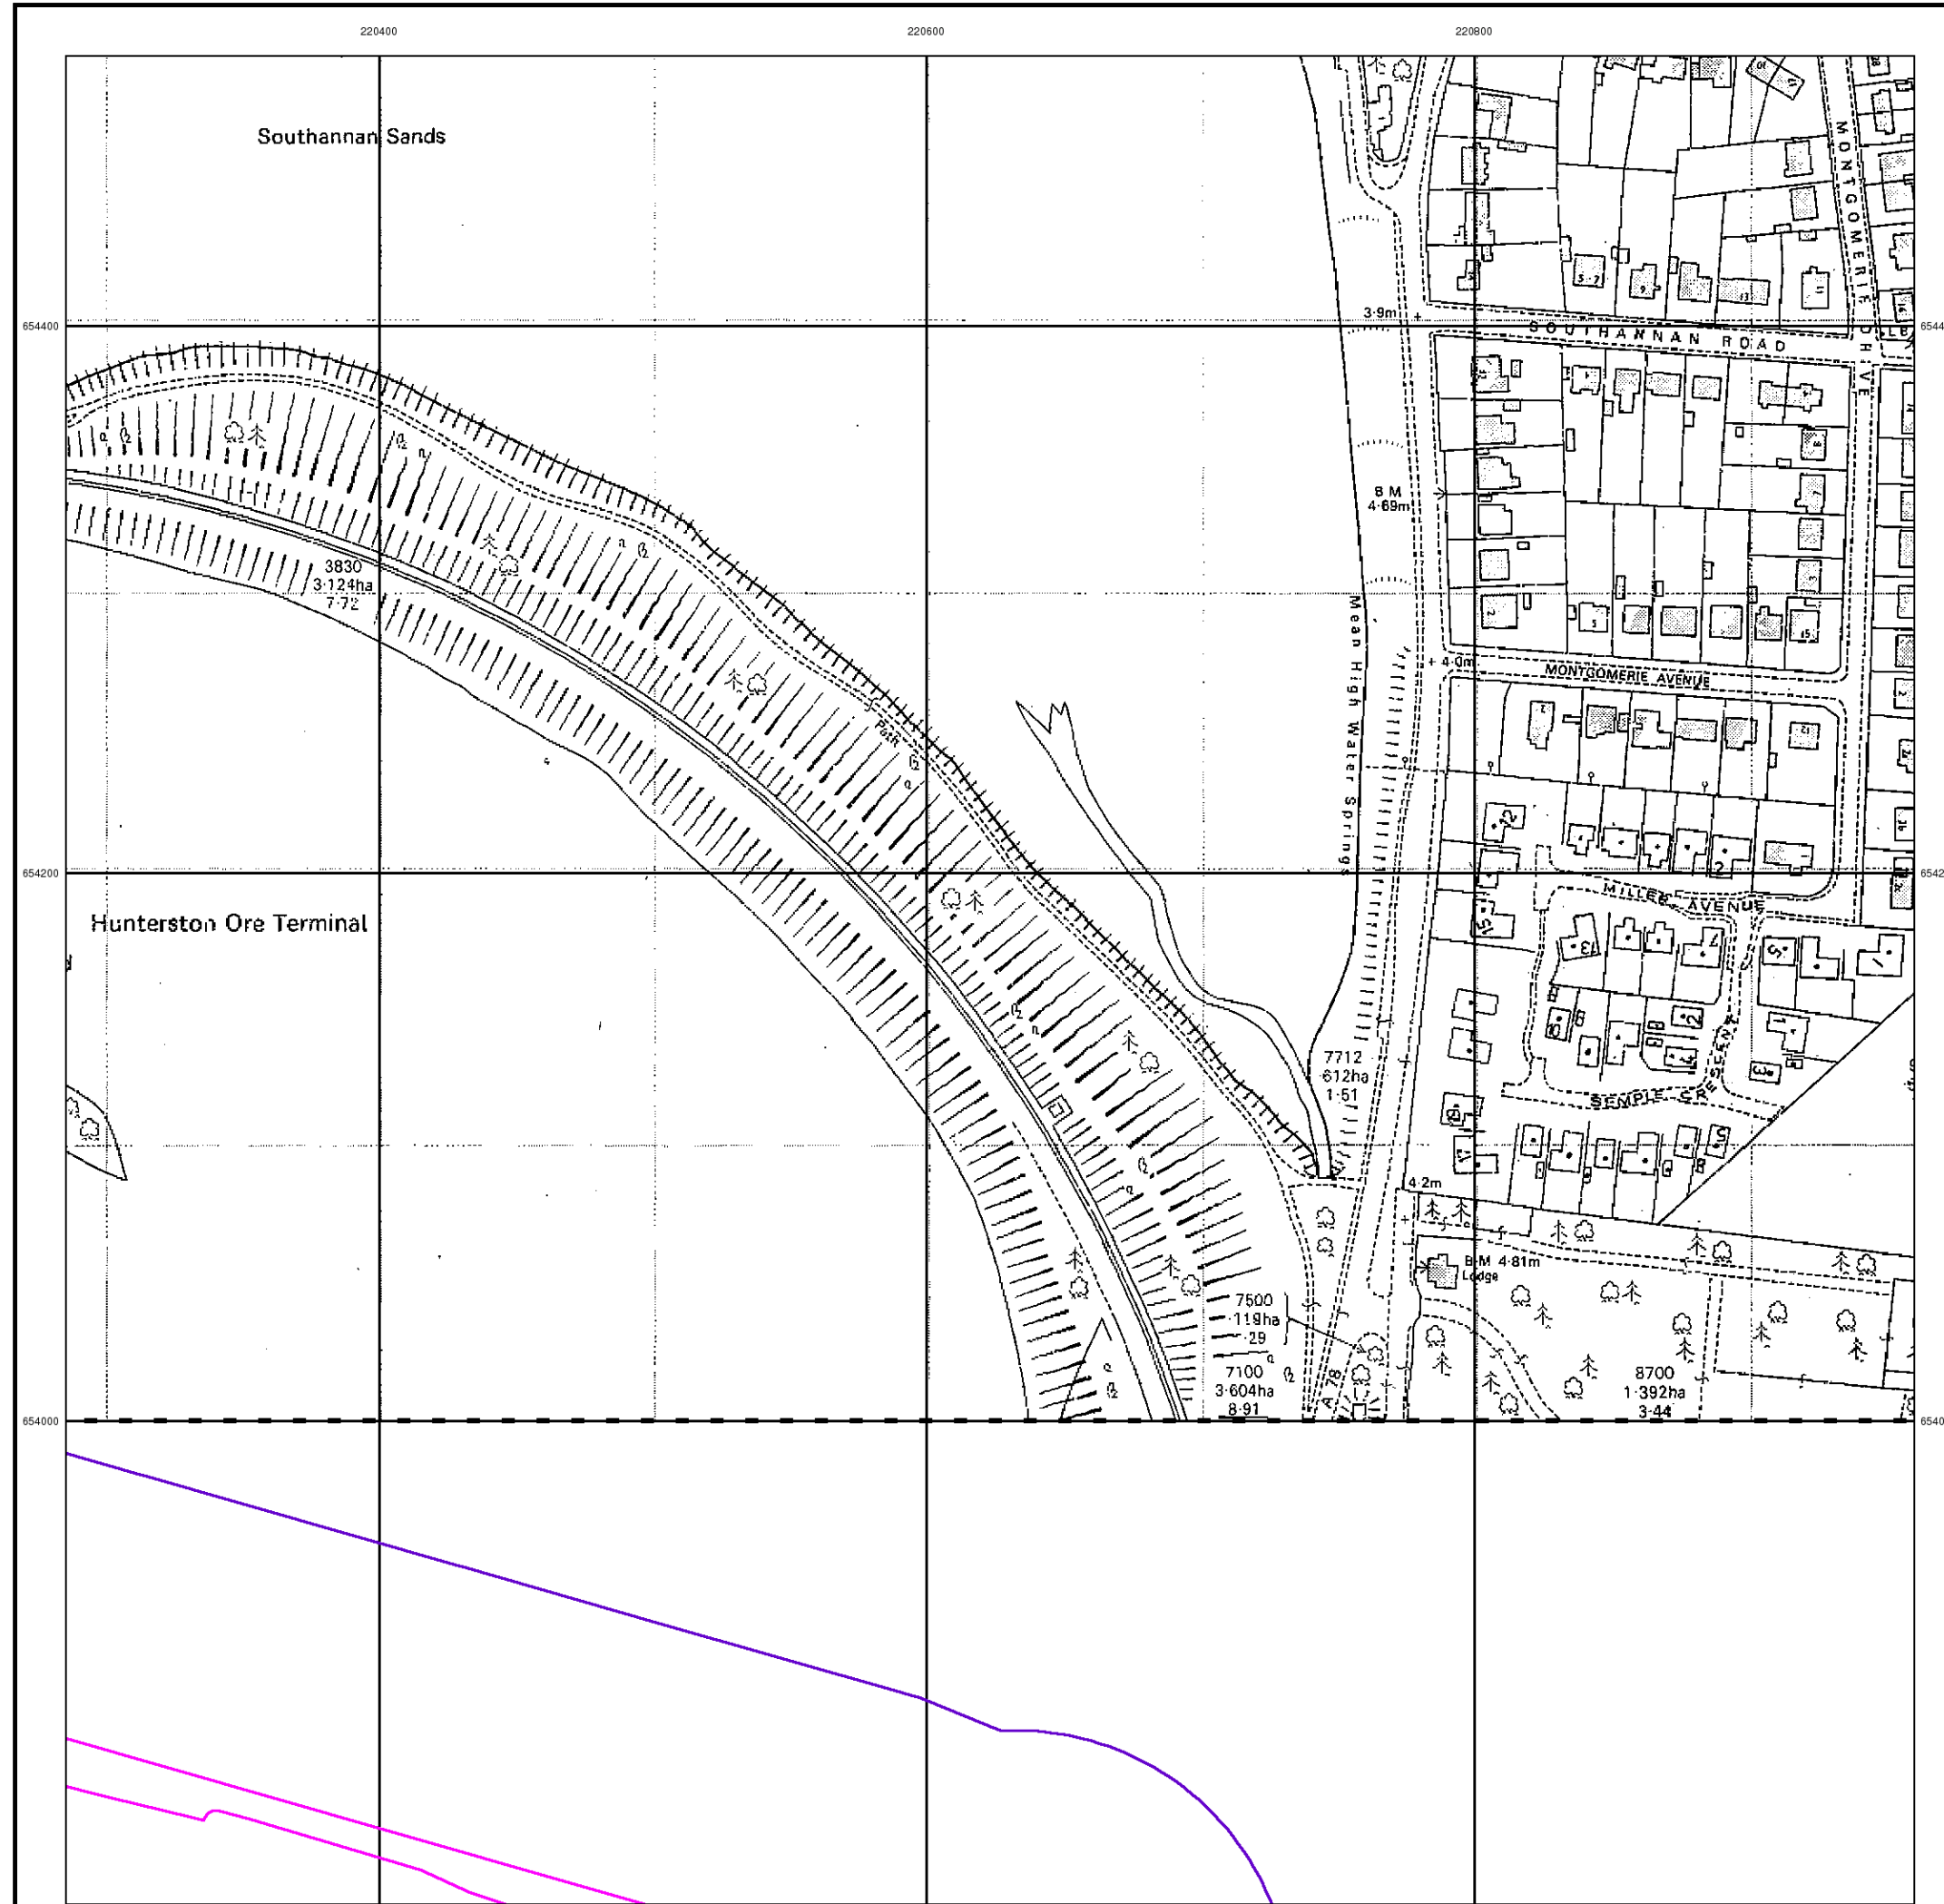 220400
220600
220800
Southannan Sands
MONTGOMERIE DRIVE
3·9m
654400
SOUTHANNAN ROAD
LB
B M
4·69m
3830
3·124ha
7·72
Mean High Water Springs
4·0m
MONTGOMERIE AVENUE
Path
654200
MILLER AVENUE
Hunterston Ore Terminal
7712
·612ha
1·51
SEMPLE CRESCENT
4·2m
B M 4·81m
Lodge
7500
·119ha
·29
7100
3·604ha
8·91
A 78
8700
1·392ha
3·44
654000